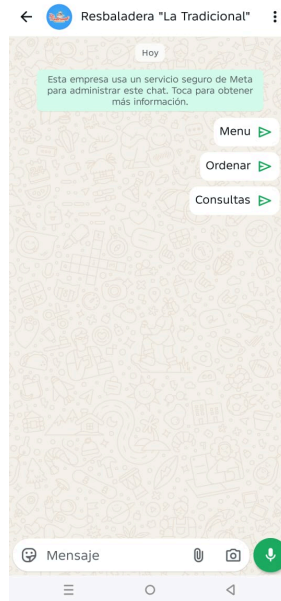 Resbaladera "La Tradicional"
Hoy
Esta empresa usa un servicio seguro de Meta
para administrar este chat. Toca para obtener
más información.
Menu
Ordenar
Consultas
Mensaje